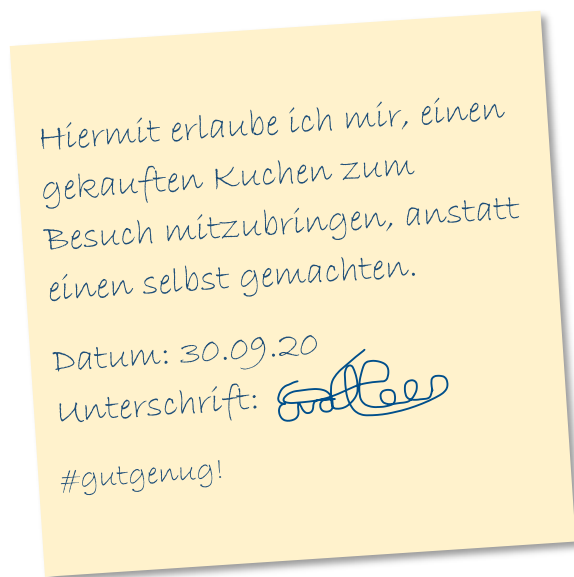 Hiermit erlaube ich mir, einen
gekauften Kuchen zum
Besuch mitzubringen, anstatt
einen selbst gemachten.
Datum: 30.09.20
Unterschrift:
#gutgenug!